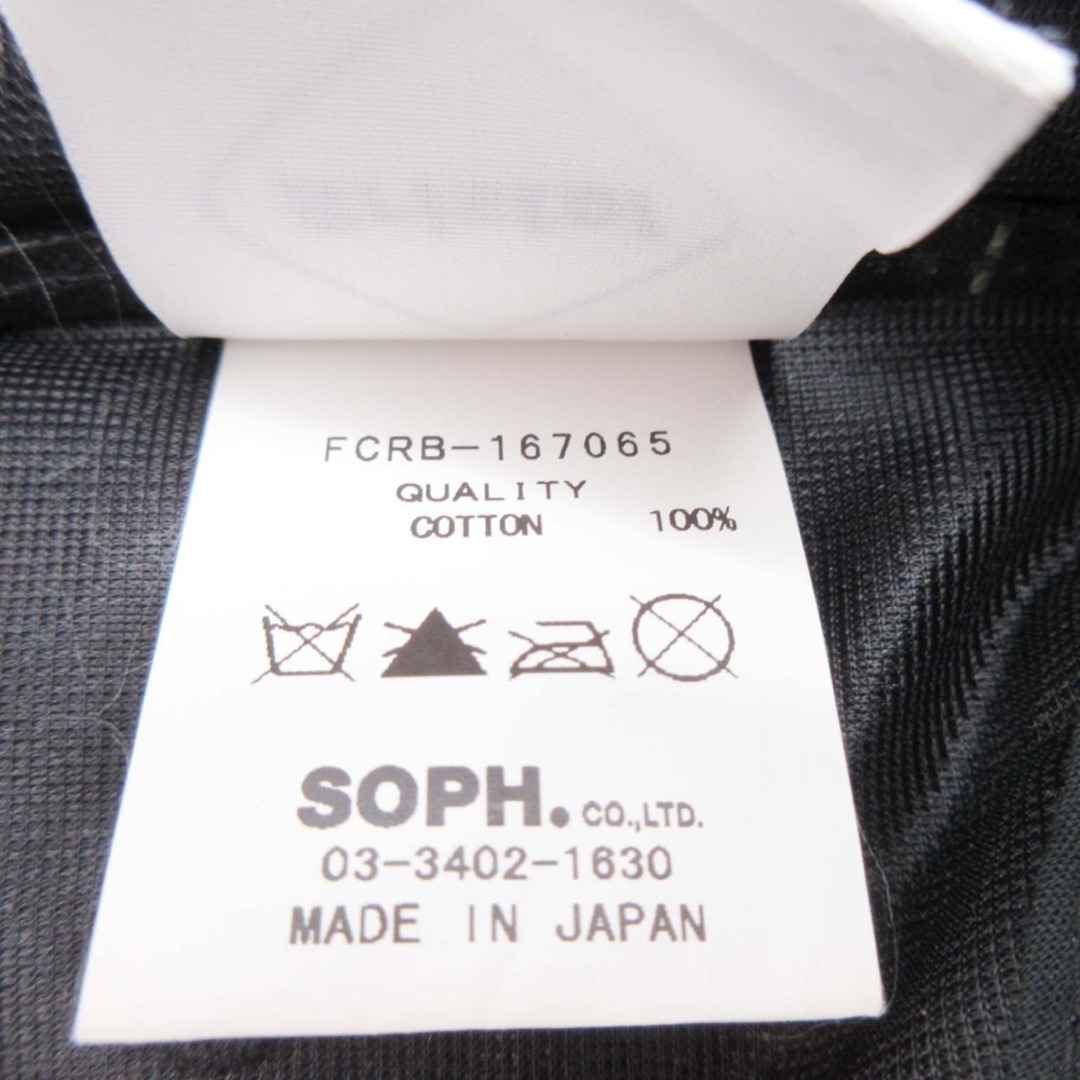 FCRB-167065
QUALITY
COTTON 100%
SOPH. CO.,LTD.
03-3402-1630
MADE IN JAPAN